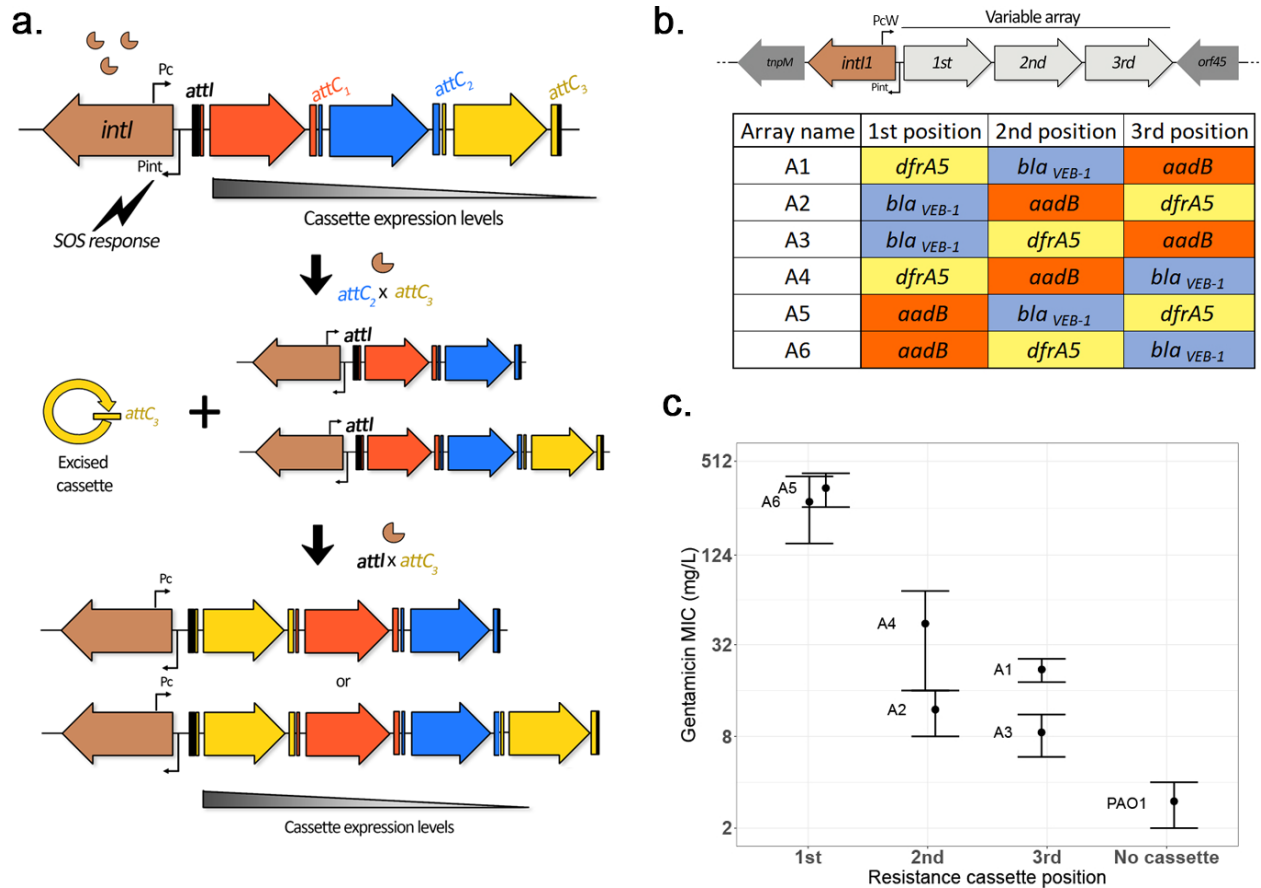 a.
Pc
attI
attC1
attC2
attC3
intI
Pint
SOS response
Cassette expression levels
attC2 x attC3
attI
attC3
Excised
cassette
+
attI
attI x attC3
Pc
or
Pc
Cassette expression levels
b.
Variable array
PcW
tnpM
intI1
1st
2nd
3rd
orf45
Pint
Array name 1st position 2nd position 3rd position
A1 dfrA5 bla VEB-1 aadB
A2 bla VEB-1 aadB dfrA5
A3 bla VEB-1 dfrA5 aadB
A4 dfrA5 aadB bla VEB-1
A5 aadB bla VEB-1 dfrA5
A6 aadB dfrA5 bla VEB-1
c.
Gentamicin MIC (mg/L)
512
124
32
8
2
A5
A6
A4
A2
A1
A3
PAO1
1st 2nd 3rd No cassette
Resistance cassette position